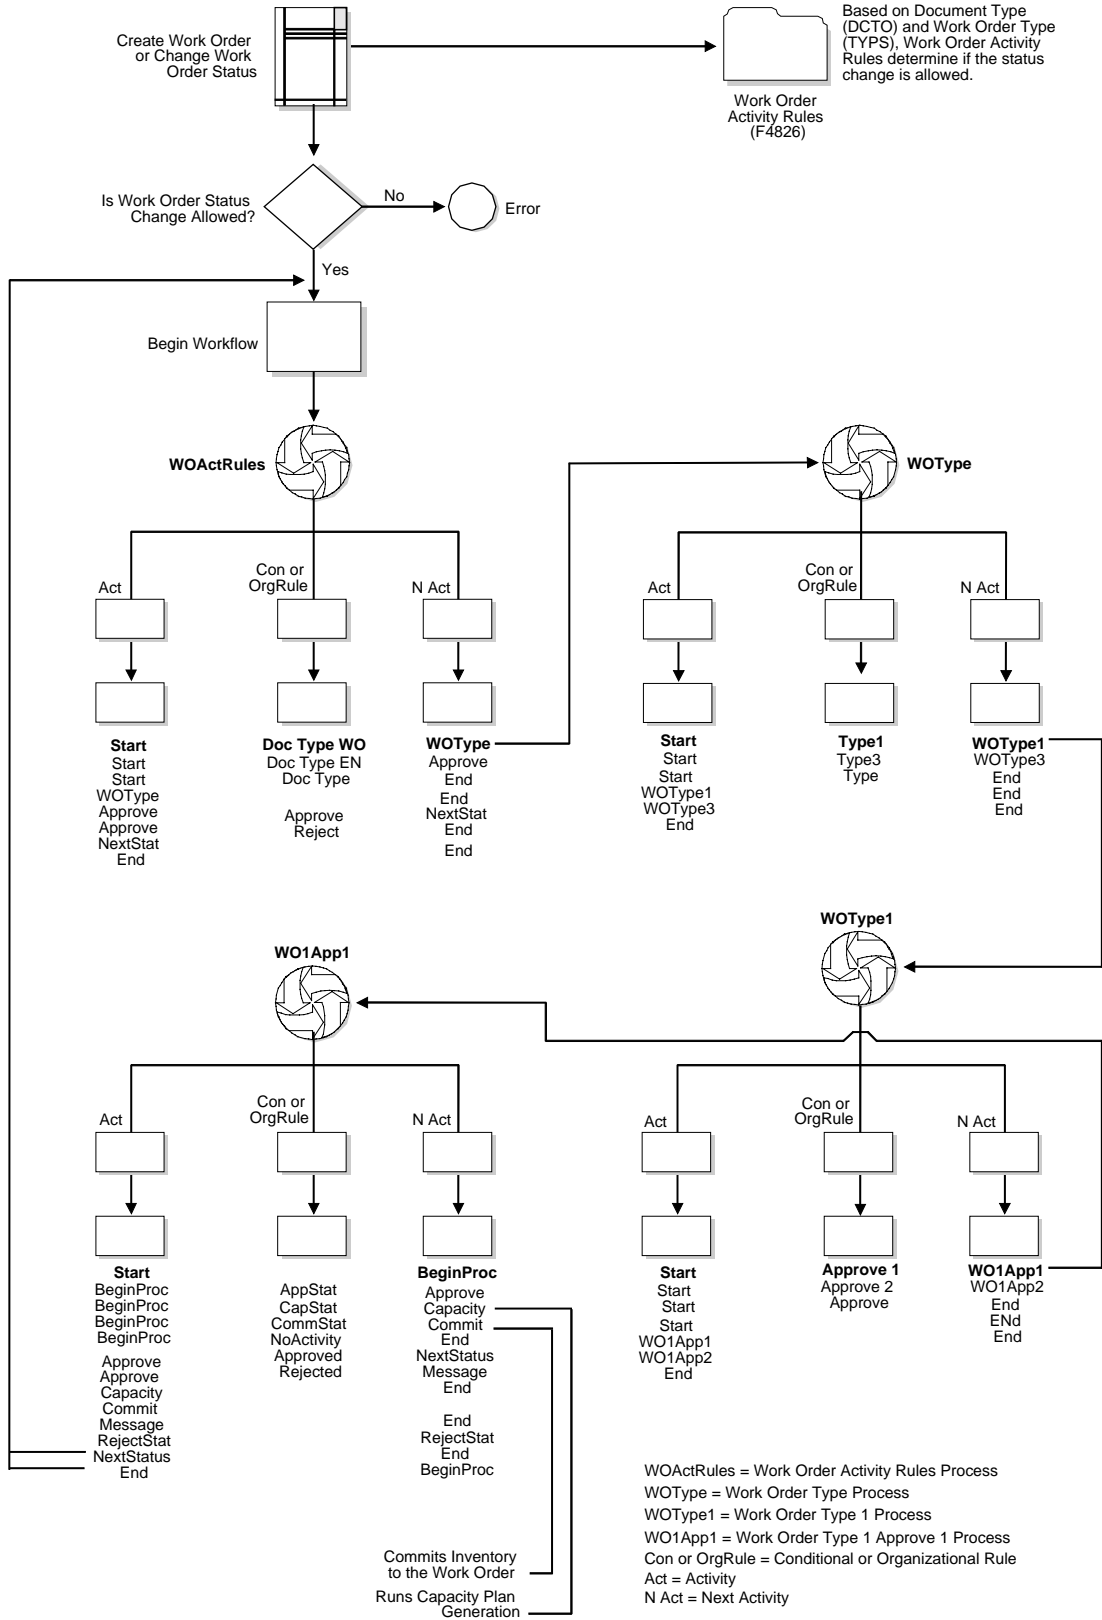 Create Work Order
or Change Work
Order Status
Based on Document Type
(DCTO) and Work Order Type
(TYPS), Work Order Activity
Rules determine if the status
change is allowed.
Work Order
Activity Rules
(F4826)
Is Work Order Status
Change Allowed?
No
Error
Yes
Begin Workflow
WOActRules
Act
Con or
OrgRule
N Act
Start
Start
Start
WOType
Approve
Approve
NextStat
End
Doc Type WO
Doc Type EN
Doc Type
Approve
Reject
WOType
Approve
End
End
NextStat
End
End
WOType
Act
Con or
OrgRule
N Act
Start
Start
Start
WOType1
WOType3
End
Type1
Type3
Type
WOType1
WOType3
End
End
End
WO1App1
Act
Con or
OrgRule
N Act
Start
BeginProc
BeginProc
BeginProc
BeginProc
Approve
Approve
Capacity
Commit
Message
RejectStat
NextStatus
End
AppStat
CapStat
CommStat
NoActivity
Approved
Rejected
BeginProc
Approve
Capacity
Commit
End
NextStatus
Message
End
End
RejectStat
End
BeginProc
Commits Inventory
to the Work Order
Runs Capacity Plan
Generation
WOType1
Act
Con or
OrgRule
N Act
Start
Start
Start
Start
WO1App1
WO1App2
End
Approve 1
Approve 2
Approve
WO1App1
WO1App2
End
ENd
End
WOActRules = Work Order Activity Rules Process
WOType = Work Order Type Process
WOType1 = Work Order Type 1 Process
WO1App1 = Work Order Type 1 Approve 1 Process
Con or OrgRule = Conditional or Organizational Rule
Act = Activity
N Act = Next Activity